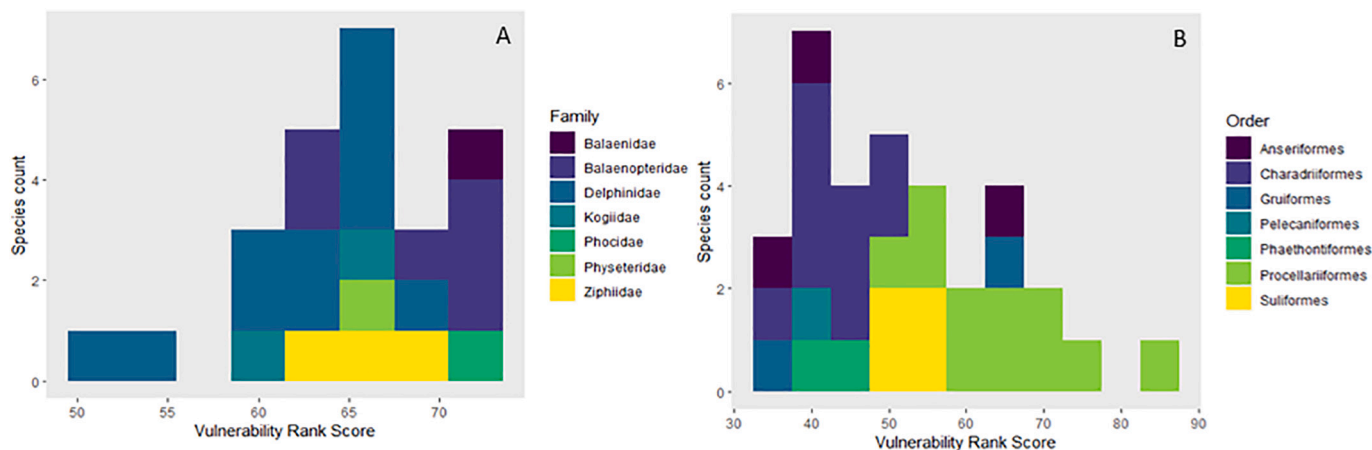 A
6
4
2
0
50
55
60
65
70
Species count
Vulnerability Rank Score
Family
Balaenidae
Balaenopteridae
Delphinidae
Kogiidae
Phocidae
Physeteridae
Ziphiidae
B
6
4
2
0
30
40
50
60
70
80
90
Species count
Vulnerability Rank Score
Order
Anseriformes
Charadriiformes
Gruiformes
Pelecaniformes
Phaethontiformes
Procellariiformes
Suliformes